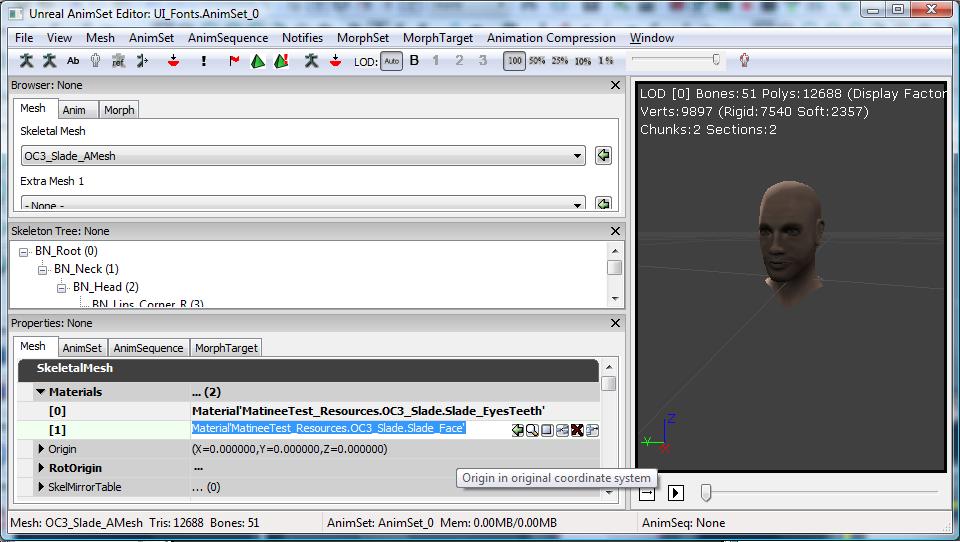 Unreal AnimSet Editor: UI_Fonts.AnimSet_0
File View Mesh AnimSet AnimSequence Notifies MorphSet MorphTarget Animation Compression Window
Ab ref ! LOD: Auto B 1 2 3 100 50% 25% 10% 1%
Browser: None
Mesh Anim Morph
Skeletal Mesh
OC3_Slade_AMesh
Extra Mesh 1
- None -
Skeleton Tree: None
BN_Root (0)
BN_Neck (1)
BN_Head (2)
BN_Lips_Corner_R (3)
Properties: None
Mesh AnimSet AnimSequence MorphTarget
SkeletalMesh
Materials ... (2)
[0] Material'MatineeTest_Resources.OC3_Slade.Slade_EyesTeeth'
[1] Material'MatineeTest_Resources.OC3_Slade.Slade_Face'
Origin (X=0.000000,Y=0.000000,Z=0.000000)
RotOrigin ...
SkelMirrorTable ... (0)
Origin in original coordinate system
LOD [0] Bones:51 Polys:12688 (Display Factor
Verts:9897 (Rigid:7540 Soft:2357)
Chunks:2 Sections:2
Z
Y
X
Mesh: OC3_Slade_AMesh Tris: 12688 Bones: 51 AnimSet: AnimSet_0 Mem: 0.00MB/0.00MB AnimSeq: None